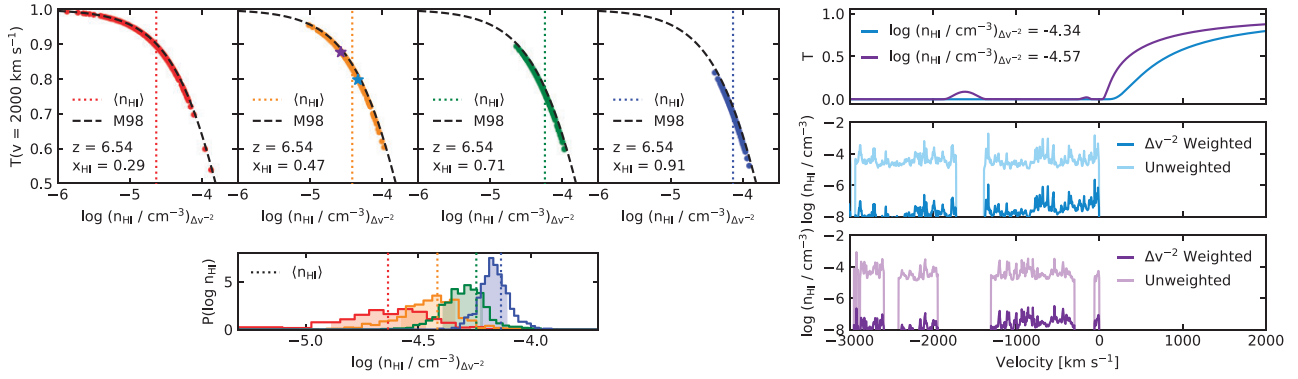 T(v = 2000 km s⁻¹)
1.0
0.9
0.8
0.7
0.6
0.5
⟨n_HI⟩
M98
z = 6.54
x_HI = 0.29
−6
−5
−4
log (n_HI / cm⁻³)_Δv⁻²
⟨n_HI⟩
M98
z = 6.54
x_HI = 0.47
−6
−5
−4
log (n_HI / cm⁻³)_Δv⁻²
⟨n_HI⟩
M98
z = 6.54
x_HI = 0.71
−6
−5
−4
log (n_HI / cm⁻³)_Δv⁻²
⟨n_HI⟩
M98
z = 6.54
x_HI = 0.91
−6
−5
−4
log (n_HI / cm⁻³)_Δv⁻²
P(log n_HI)
5
0
⟨n_HI⟩
−5.0
−4.5
−4.0
log (n_HI / cm⁻³)_Δv⁻²
T
1.0
0.5
0.0
log (n_HI / cm⁻³)_Δv⁻² = -4.34
log (n_HI / cm⁻³)_Δv⁻² = -4.57
log (n_HI / cm⁻³)
0
−2
−4
−6
−8
Δv⁻² Weighted
Unweighted
log (n_HI / cm⁻³)
0
−2
−4
−6
−8
Δv⁻² Weighted
Unweighted
−3000
−2000
−1000
0
1000
2000
Velocity [km s⁻¹]